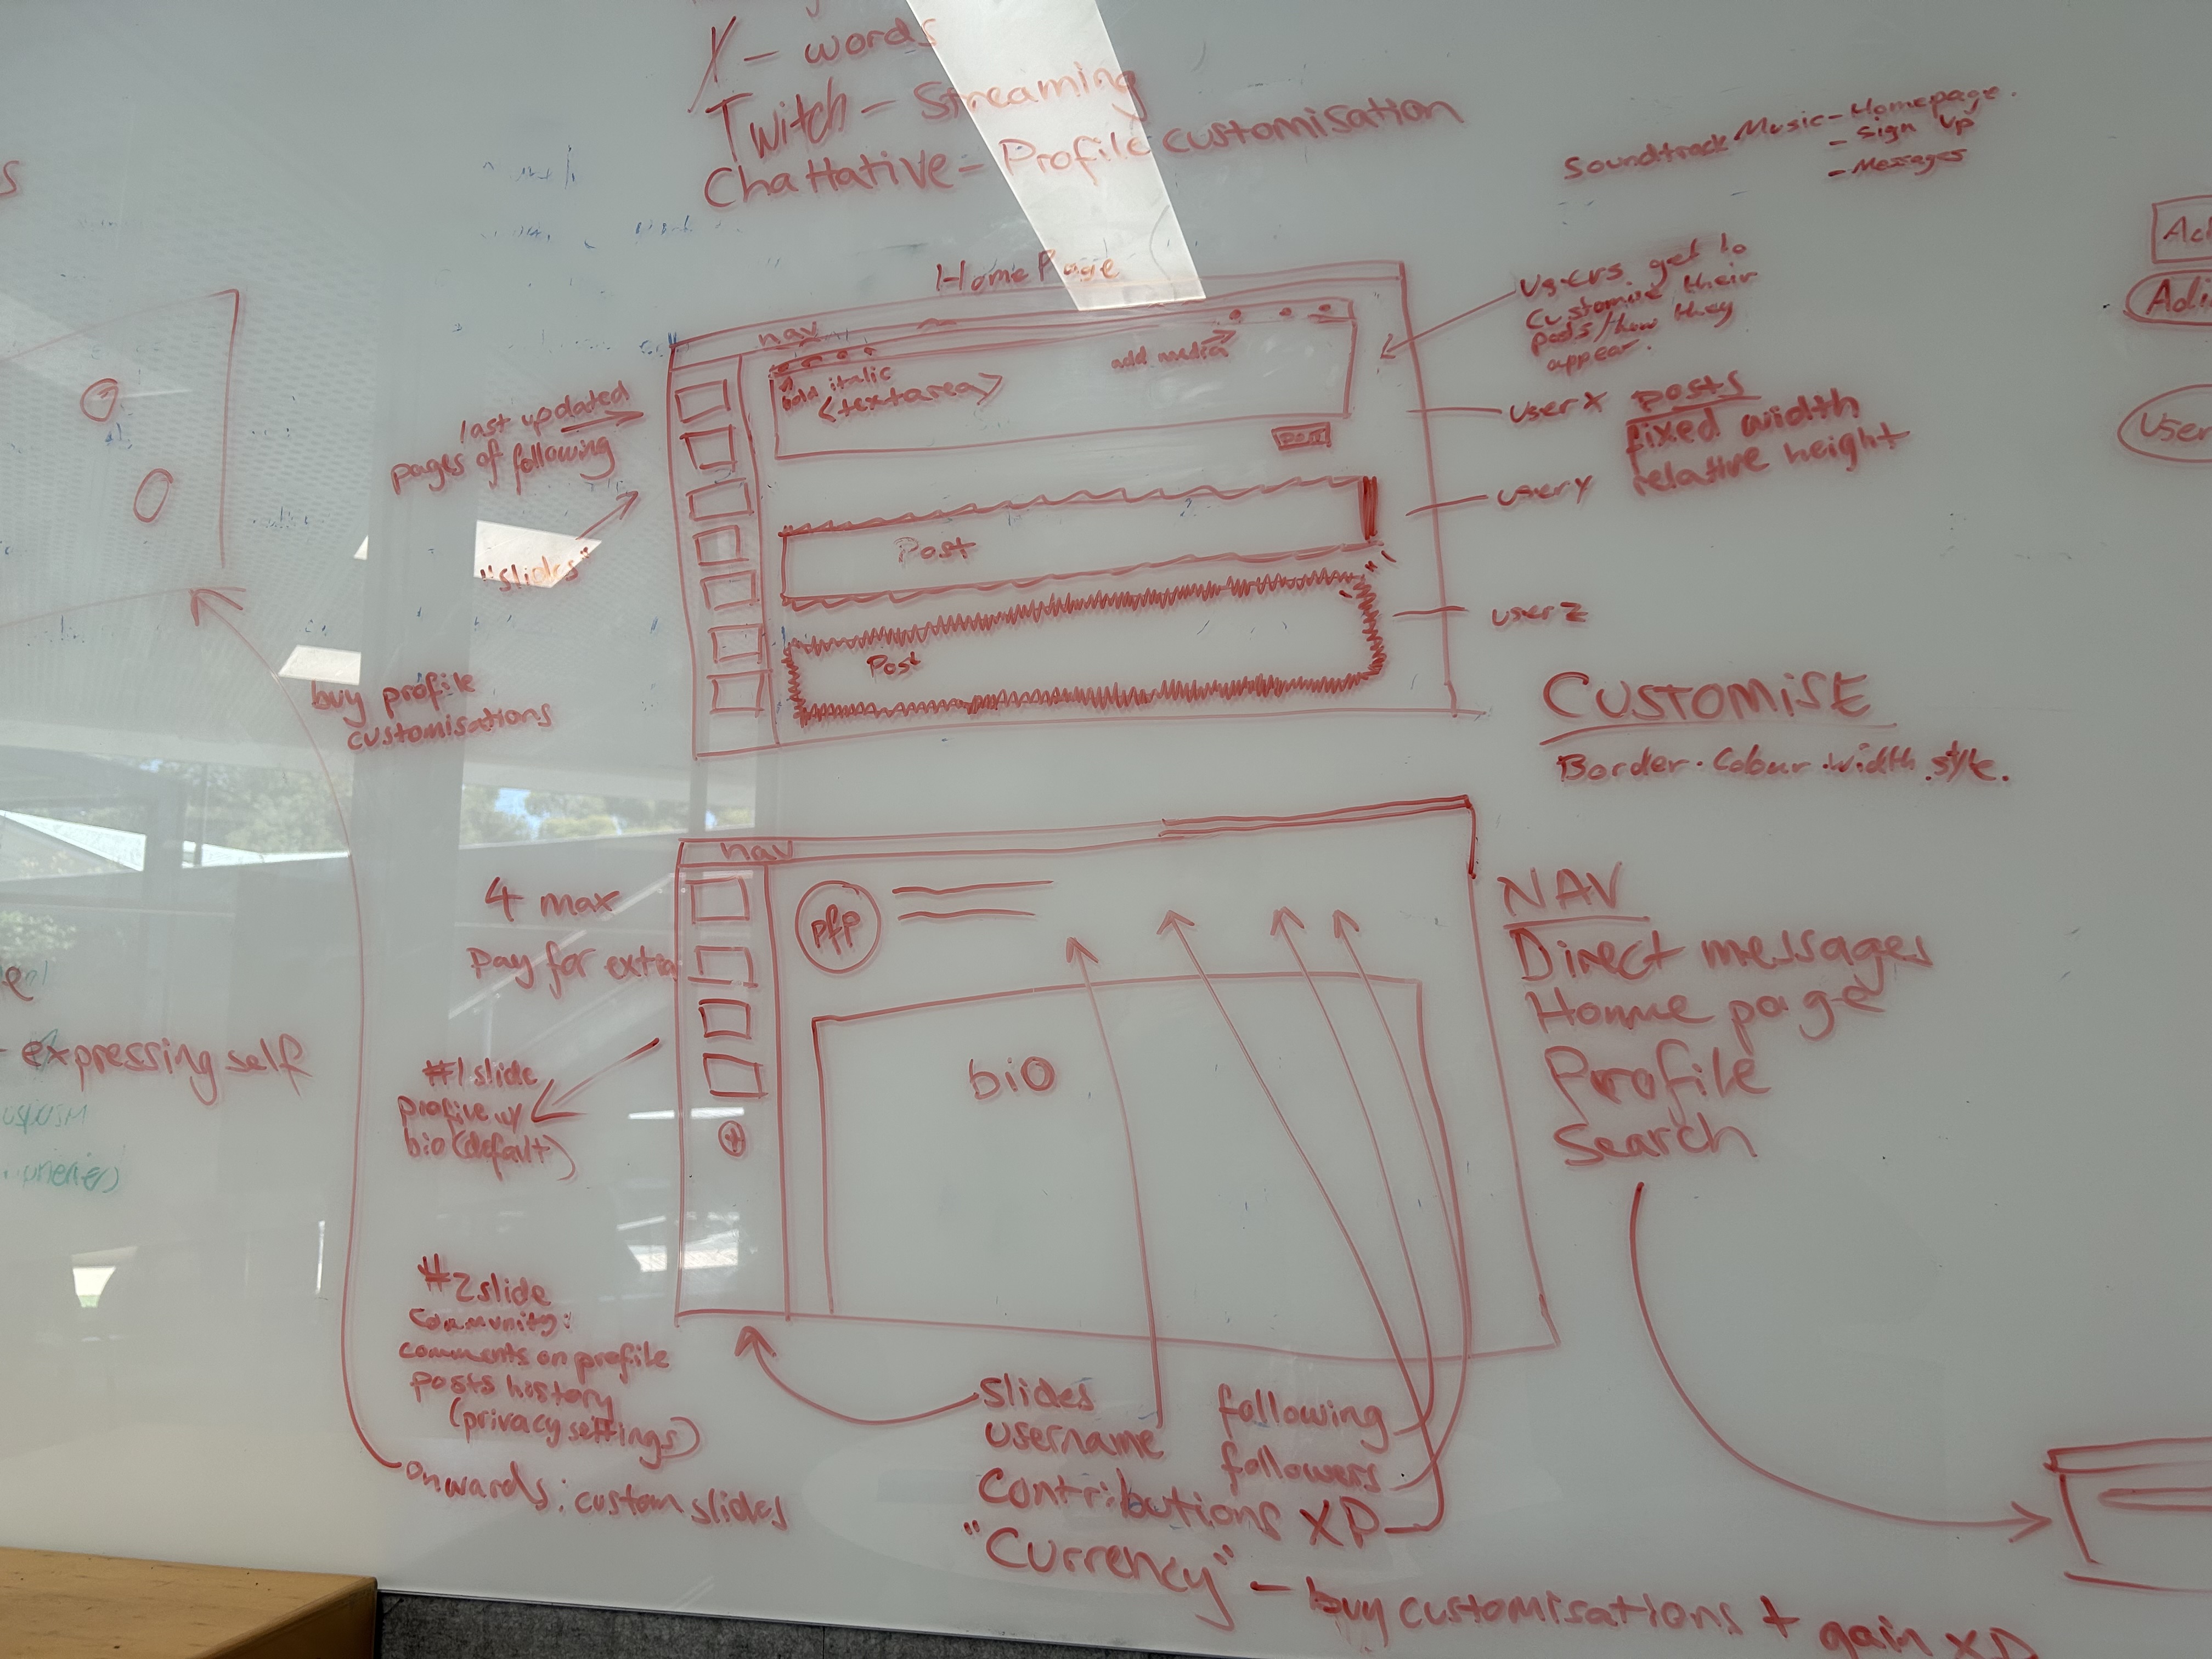 X - words
Twitch - Streaming
Chattative - Profile customisation
Soundtrack Music - Homepage.
- Sign Up
- Messages
Home Page
nav
bold italic
<textarea>
add media
Post
Post
Post
last updated
pages of following
"slides"
buy profile
customisations
Users get to
customise their
posts/how they
appear.
user X
user Y
user Z
posts
fixed width
relative height
CUSTOMISE
Border. Colour. width. style.
nav
pfp
bio
4 max
Pay for extra
#1 slide
profile w/
bio (defalt)
#2 slide
Community:
comments on profile
posts history
(privacy settings)
onwards: custom slides
NAV
Direct messages
Home page
Profile
Search
slides
username
Contributions XP
following
followers
"Currency" - buy customisations + gain XP
- expressing self
User